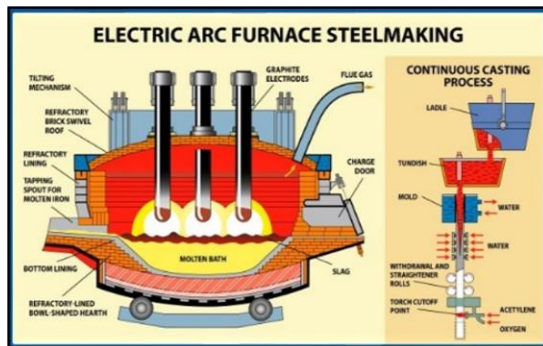 ELECTRIC ARC FURNACE STEELMAKING
TILTING
MECHANISM
REFRACTORY
BRICK SWIVEL
ROOF
REFRACTORY
LINING
TAPPING
SPOUT FOR
MOLTEN IRON
BOTTOM LINING
REFRACTORY-LINED
BOWL-SHAPED HEARTH
GRAPHITE
ELECTRODES
FLUE GAS
CHARGE
DOOR
MOLTEN BATH
SLAG
CONTINUOUS CASTING
PROCESS
LADLE
TUNDISH
MOLD
WATER
WATER
WITHDRAWAL AND
STRAIGHTENER
ROLLS
TORCH CUTOFF
POINT
ACETYLENE
OXYGEN